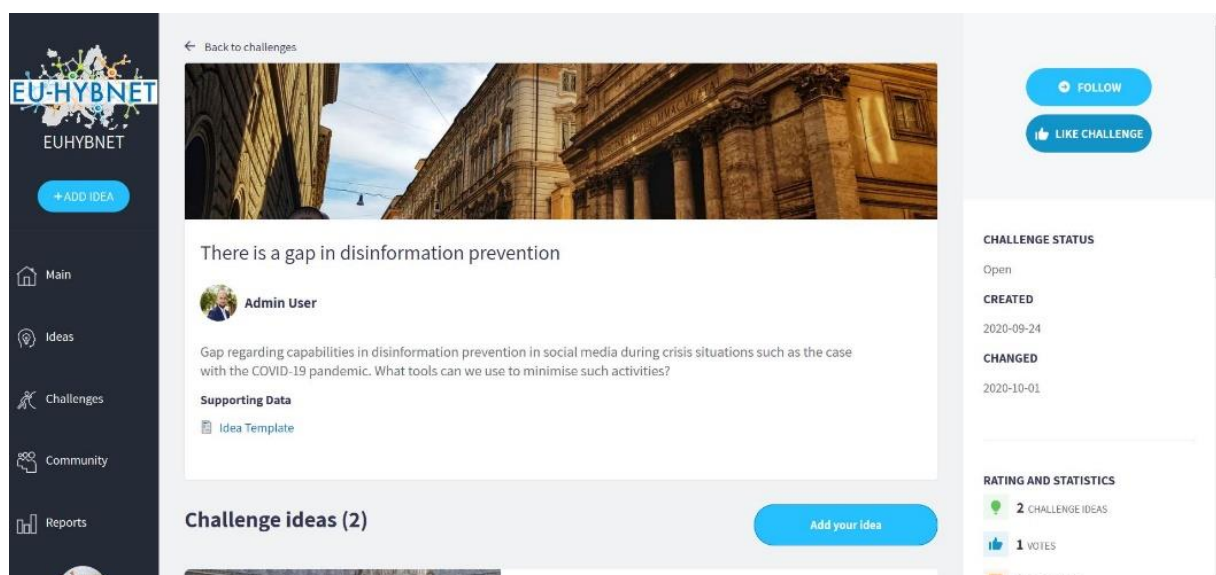 EU-HYBNET
EUHYBNET
+ ADD IDEA
Main
Ideas
Challenges
Community
Reports
← Back to challenges
There is a gap in disinformation prevention
Admin User
Gap regarding capabilities in disinformation prevention in social media during crisis situations such as the case
with the COVID-19 pandemic. What tools can we use to minimise such activities?
Supporting Data
Idea Template
Challenge ideas (2)
Add your idea
FOLLOW
LIKE CHALLENGE
CHALLENGE STATUS
Open
CREATED
2020-09-24
CHANGED
2020-10-01
RATING AND STATISTICS
2 CHALLENGE IDEAS
1 VOTES